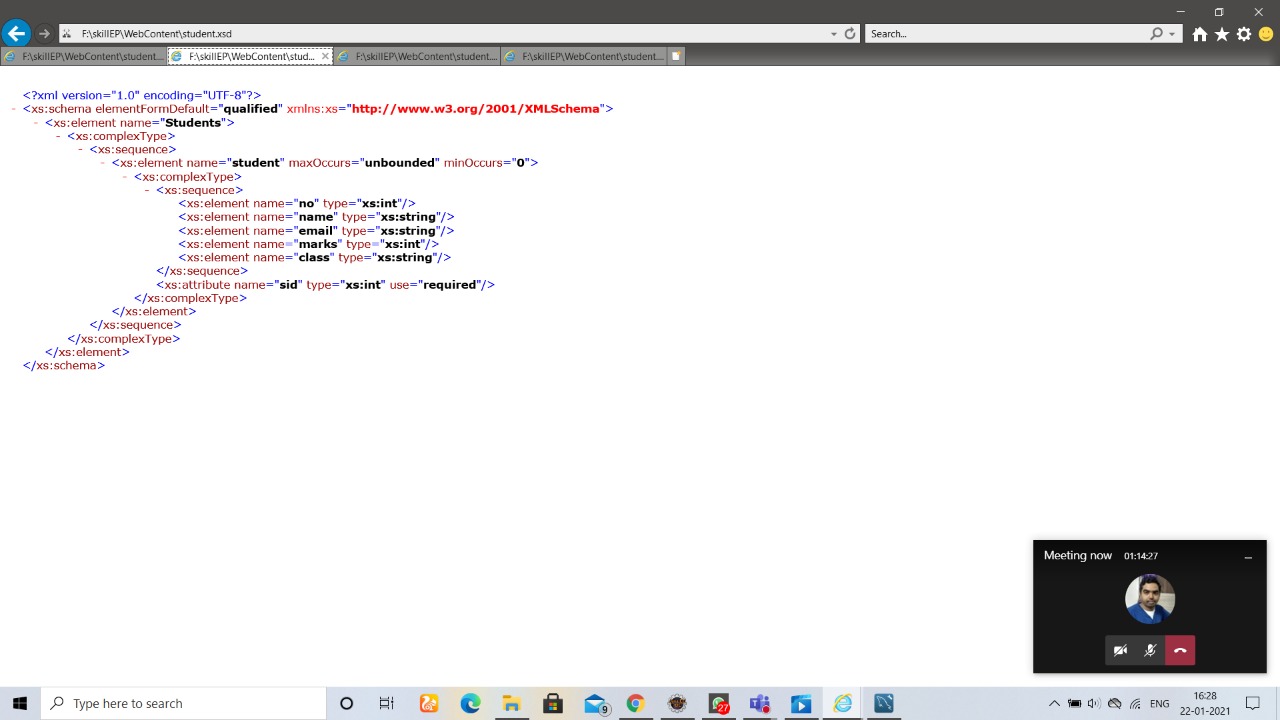 F:\skillEP\WebContent\student.xsd
Search...
F:\skillEP\WebContent\student...
F:\skillEP\WebContent\stud...
F:\skillEP\WebContent\student....
F:\skillEP\WebContent\student....
<?xml version="1.0" encoding="UTF-8"?>
- <xs:schema elementFormDefault="qualified" xmlns:xs="http://www.w3.org/2001/XMLSchema">
- <xs:element name="Students">
- <xs:complexType>
- <xs:sequence>
- <xs:element name="student" maxOccurs="unbounded" minOccurs="0">
- <xs:complexType>
- <xs:sequence>
<xs:element name="no" type="xs:int"/>
<xs:element name="name" type="xs:string"/>
<xs:element name="email" type="xs:string"/>
<xs:element name="marks" type="xs:int"/>
<xs:element name="class" type="xs:string"/>
</xs:sequence>
<xs:attribute name="sid" type="xs:int" use="required"/>
</xs:complexType>
</xs:element>
</xs:sequence>
</xs:complexType>
</xs:element>
</xs:schema>
Meeting now 01:14:27
Type here to search
9
27
ENG
16:28
22-01-2021